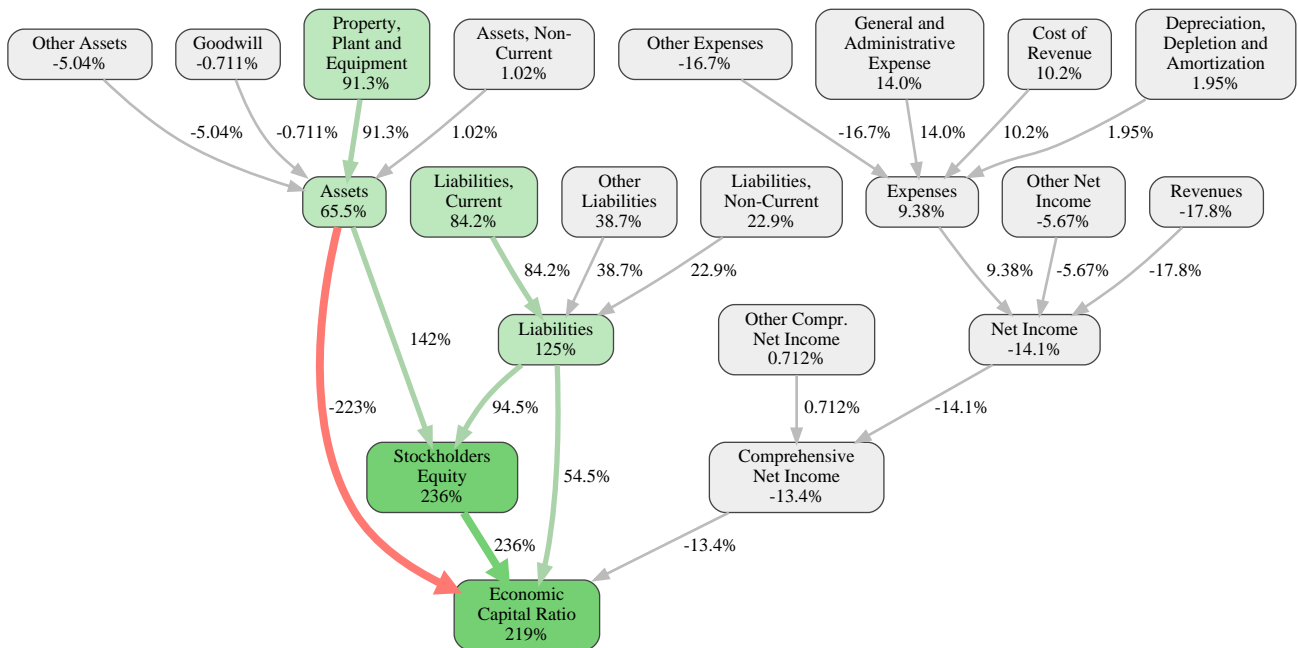 Other Assets
-5.04%
Goodwill
-0.711%
Property,
Plant and
Equipment
91.3%
Assets, Non-
Current
1.02%
Other Expenses
-16.7%
General and
Administrative
Expense
14.0%
Cost of
Revenue
10.2%
Depreciation,
Depletion and
Amortization
1.95%
-5.04%
-0.711%
91.3%
1.02%
-16.7%
14.0%
10.2%
1.95%
Assets
65.5%
Liabilities,
Current
84.2%
Other
Liabilities
38.7%
Liabilities,
Non-Current
22.9%
Expenses
9.38%
Other Net
Income
-5.67%
Revenues
-17.8%
84.2%
38.7%
22.9%
9.38%
-5.67%
-17.8%
142%
Liabilities
125%
Other Compr.
Net Income
0.712%
Net Income
-14.1%
-223%
94.5%
0.712%
-14.1%
Stockholders
Equity
236%
54.5%
Comprehensive
Net Income
-13.4%
236%
-13.4%
Economic
Capital Ratio
219%